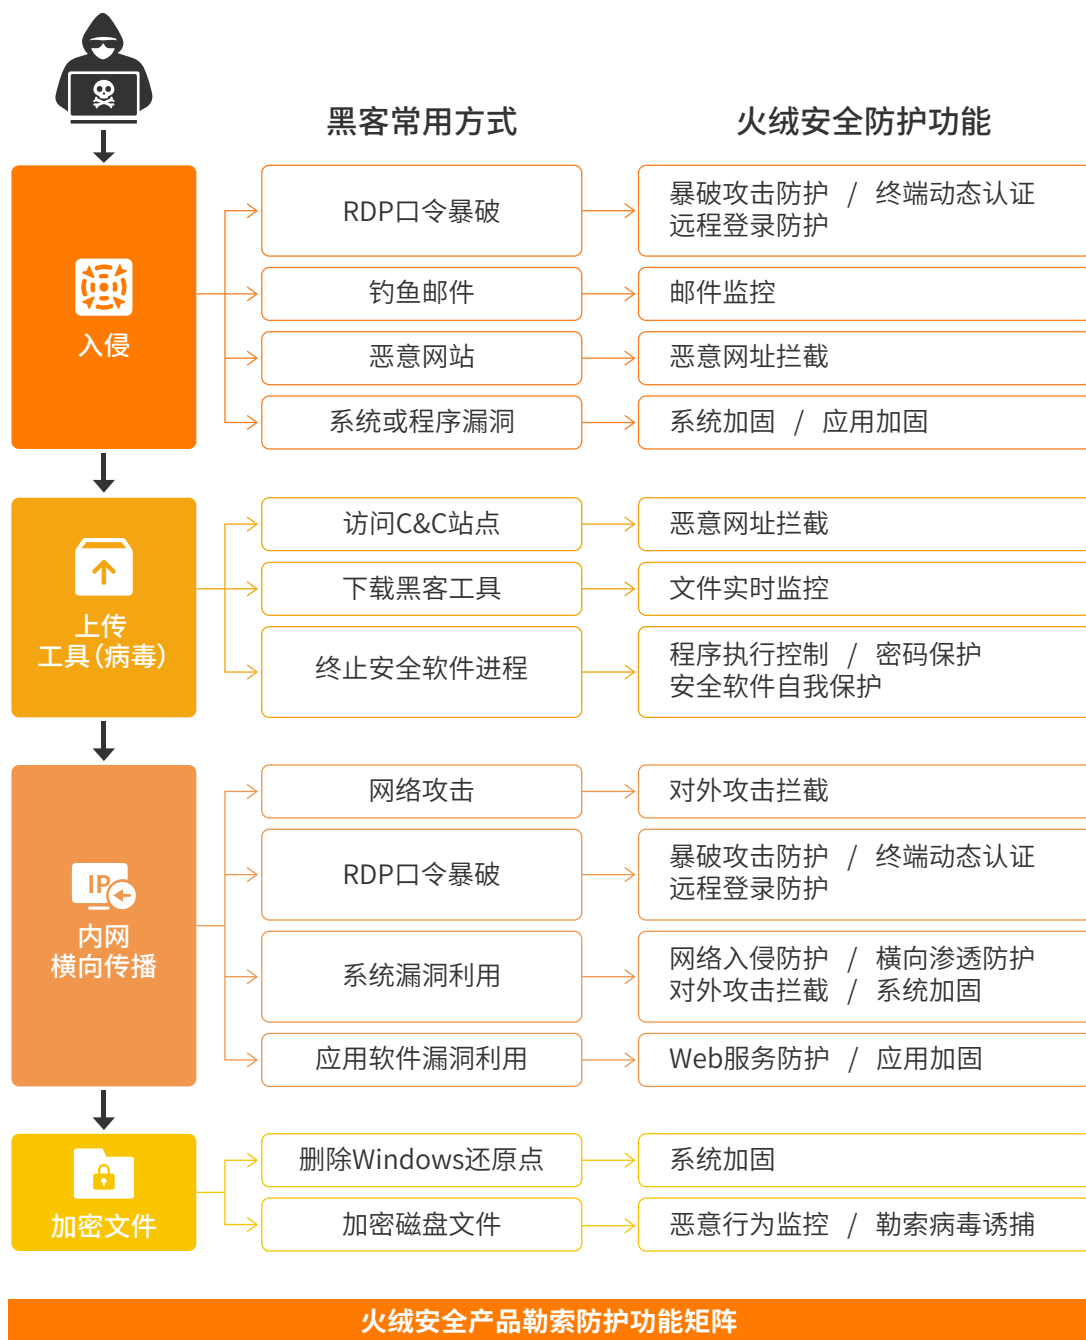 黑客常用方式
火绒安全防护功能
入侵
RDP口令暴破
暴破攻击防护 / 终端动态认证
远程登录防护
钓鱼邮件
邮件监控
恶意网站
恶意网址拦截
系统或程序漏洞
系统加固 / 应用加固
上传
工具(病毒)
访问C&C站点
恶意网址拦截
下载黑客工具
文件实时监控
终止安全软件进程
程序执行控制 / 密码保护
安全软件自我保护
IP
内网
横向传播
网络攻击
对外攻击拦截
RDP口令暴破
暴破攻击防护 / 终端动态认证
远程登录防护
系统漏洞利用
网络入侵防护 / 横向渗透防护
对外攻击拦截 / 系统加固
应用软件漏洞利用
Web服务防护 / 应用加固
加密文件
删除Windows还原点
系统加固
加密磁盘文件
恶意行为监控 / 勒索病毒诱捕
火绒安全产品勒索防护功能矩阵